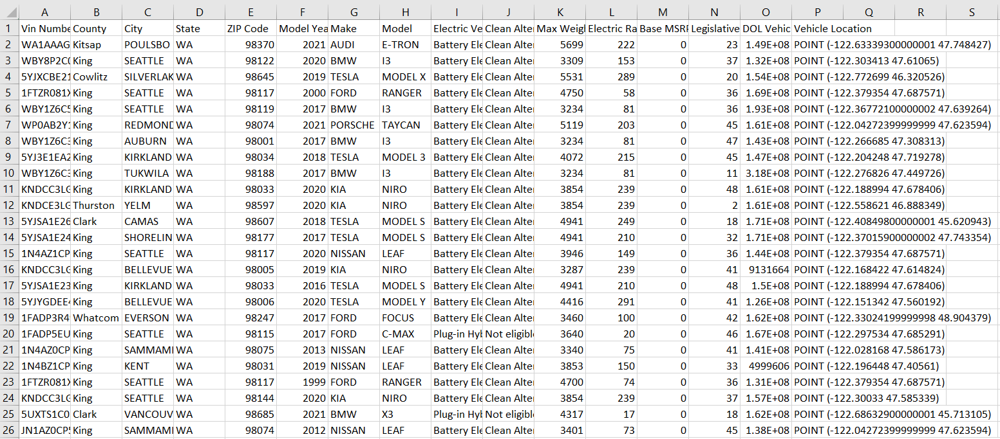 A B C D E F G H I J K L M N O P Q R S
1 Vin Numbe County City State ZIP Code Model Yea Make Model Electric Ve Clean Alter Max Weigl Electric Ra Base MSRF Legislative DOL Vehic Vehicle Location
2 WA1AAAG Kitsap POULSBO WA 98370 2021 AUDI E-TRON Battery Ele Clean Alter 5699 222 0 23 1.49E+08 POINT (-122.63339300000001 47.748427)
3 WBY8P2C0 King SEATTLE WA 98122 2020 BMW I3 Battery Ele Clean Alter 3309 153 0 37 1.32E+08 POINT (-122.303413 47.61065)
4 5YJXCBE21 Cowlitz SILVERLAK WA 98645 2019 TESLA MODEL X Battery Ele Clean Alter 5531 289 0 20 1.54E+08 POINT (-122.772699 46.320526)
5 1FTZR081X King SEATTLE WA 98117 2000 FORD RANGER Battery Ele Clean Alter 4750 58 0 36 1.69E+08 POINT (-122.379354 47.687571)
6 WBY1Z6C5 King SEATTLE WA 98119 2017 BMW I3 Battery Ele Clean Alter 3234 81 0 36 1.93E+08 POINT (-122.36772100000002 47.639264)
7 WP0AB2Y1 King REDMOND WA 98074 2021 PORSCHE TAYCAN Battery Ele Clean Alter 5119 203 0 45 1.61E+08 POINT (-122.04272399999999 47.623594)
8 WBY1Z6C3 King AUBURN WA 98001 2017 BMW I3 Battery Ele Clean Alter 3234 81 0 47 1.43E+08 POINT (-122.266685 47.308313)
9 5YJ3E1EA2 King KIRKLAND WA 98034 2018 TESLA MODEL 3 Battery Ele Clean Alter 4072 215 0 45 1.47E+08 POINT (-122.204248 47.719278)
10 WBY1Z6C3 King TUKWILA WA 98188 2017 BMW I3 Battery Ele Clean Alter 3234 81 0 11 3.18E+08 POINT (-122.276826 47.449726)
11 KNDCC3LG King KIRKLAND WA 98033 2020 KIA NIRO Battery Ele Clean Alter 3854 239 0 48 1.61E+08 POINT (-122.188994 47.678406)
12 KNDCE3LG Thurston YELM WA 98597 2020 KIA NIRO Battery Ele Clean Alter 3854 239 0 2 1.61E+08 POINT (-122.558621 46.888349)
13 5YJSA1E26 Clark CAMAS WA 98607 2018 TESLA MODEL S Battery Ele Clean Alter 4941 249 0 18 1.71E+08 POINT (-122.40849800000001 45.620943)
14 5YJSA1E24 King SHORELIN WA 98177 2017 TESLA MODEL S Battery Ele Clean Alter 4941 210 0 32 1.71E+08 POINT (-122.37015900000002 47.743354)
15 1N4AZ1CP King SEATTLE WA 98117 2020 NISSAN LEAF Battery Ele Clean Alter 3946 149 0 36 1.44E+08 POINT (-122.379354 47.687571)
16 KNDCC3LG King BELLEVUE WA 98005 2019 KIA NIRO Battery Ele Clean Alter 3287 239 0 41 9131664 POINT (-122.168422 47.614824)
17 5YJSA1E23 King KIRKLAND WA 98033 2016 TESLA MODEL S Battery Ele Clean Alter 4941 210 0 48 1.5E+08 POINT (-122.188994 47.678406)
18 5YJYGDEE4 King BELLEVUE WA 98006 2020 TESLA MODEL Y Battery Ele Clean Alter 4416 291 0 41 1.26E+08 POINT (-122.151342 47.560192)
19 1FADP3R4 Whatcom EVERSON WA 98247 2017 FORD FOCUS Battery Ele Clean Alter 3460 100 0 42 1.62E+08 POINT (-122.33024199999998 48.904379)
20 1FADP5EU King SEATTLE WA 98115 2017 FORD C-MAX Plug-in Hyb Not eligible 3640 20 0 46 1.67E+08 POINT (-122.297534 47.685291)
21 1N4AZ0CP King SAMMAMI WA 98075 2013 NISSAN LEAF Battery Ele Clean Alter 3340 75 0 41 1.41E+08 POINT (-122.028168 47.586173)
22 1N4BZ1CP King KENT WA 98031 2019 NISSAN LEAF Battery Ele Clean Alter 3853 150 0 33 4999606 POINT (-122.196448 47.40561)
23 1FTZR081X King SEATTLE WA 98117 1999 FORD RANGER Battery Ele Clean Alter 4700 74 0 36 1.31E+08 POINT (-122.379354 47.687571)
24 KNDCC3LG King SEATTLE WA 98144 2020 KIA NIRO Battery Ele Clean Alter 3854 239 0 37 1.57E+08 POINT (-122.30033 47.585339)
25 5UXTS1C0 Clark VANCOUV WA 98685 2021 BMW X3 Plug-in Hyb Not eligible 4317 17 0 18 1.62E+08 POINT (-122.68632900000001 45.713105)
26 JN1AZ0CP5 King SAMMAMI WA 98074 2012 NISSAN LEAF Battery Ele Clean Alter 3401 73 0 45 1.38E+08 POINT (-122.04272399999999 47.623594)